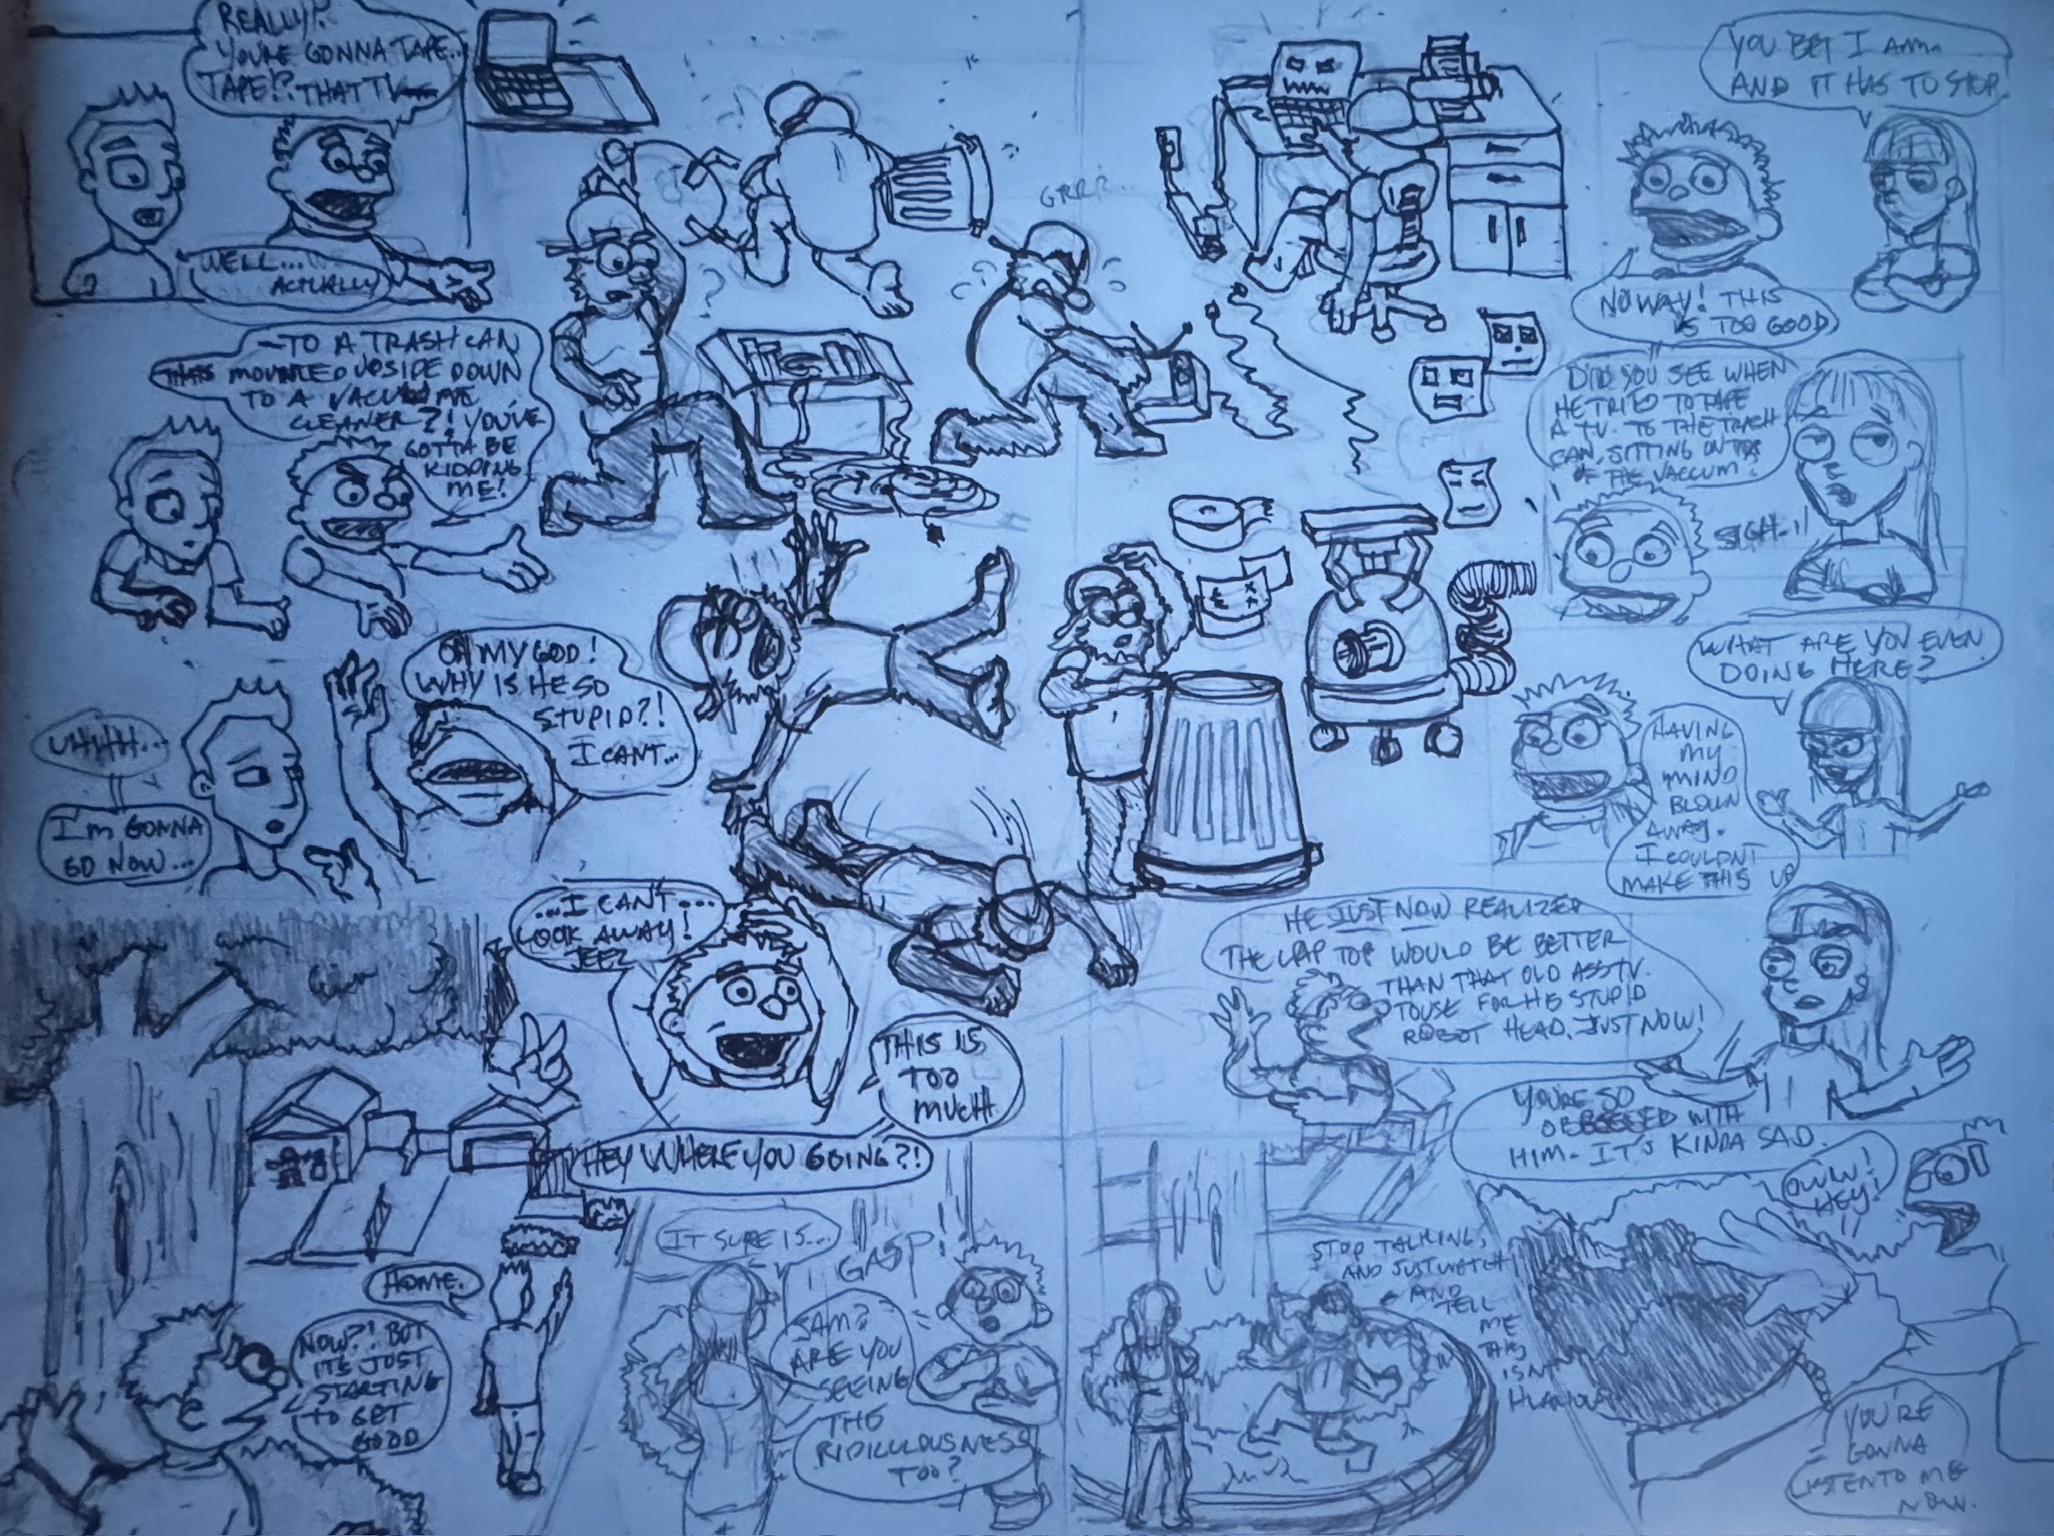 REALLY!?
YOU'RE GONNA TAPE...
TAPE!? THAT TV
WELL...
ACTUALLY
-TO A TRASH CAN
THATS MOUNTED UPSIDE DOWN
TO A VACUUME
CLEANER?! YOU'VE
GOTTA BE
KIDDING
ME!
OH MY GOD!
WHY IS HE SO
STUPID?!
I CANT...
UHHH...
I'M GONNA
GO NOW...
...I CAN'T...
LOOK AWAY!
JEEZ
THIS IS
TOO
MUCH
HEY WHERE YOU GOING?!
HOME.
NOW?! BUT
ITS JUST
STARTING
TO GET
GOOD
IT SURE IS...
GASP!
SAM?
ARE YOU
SEEING
THE
RIDICULOUSNESS
TOO?
STOP TALKING,
AND JUST WATCH
AND
TELL
ME
THIS
ISNT
YOU'RE SO
OBSESSED WITH
HIM. IT'S KINDA SAD.
OWW!
HEY!
YOU'RE
GONNA
LISTEN TO ME
NOW.
HE JUST NOW REALIZED
THE LAP TOP WOULD BE BETTER
THAN THAT OLD ASS TV.
TO USE FOR HIS STUPID
ROBOT HEAD. JUST NOW!
WHAT ARE YOU EVEN
DOING HERE?
HAVING
MY
MIND
BLOWN
AWAY.
I COULDNT
MAKE THIS UP
DID YOU SEE WHEN
HE TRIED TO TAPE
A T.V. TO THE TRASH
CAN, SITTING ON TOP
OF THE VACUUM?
SIGH..!!
YOU BET I AM..
AND IT HAS TO STOP!
NO WAY! THIS
IS TOO GOOD
GRRR...